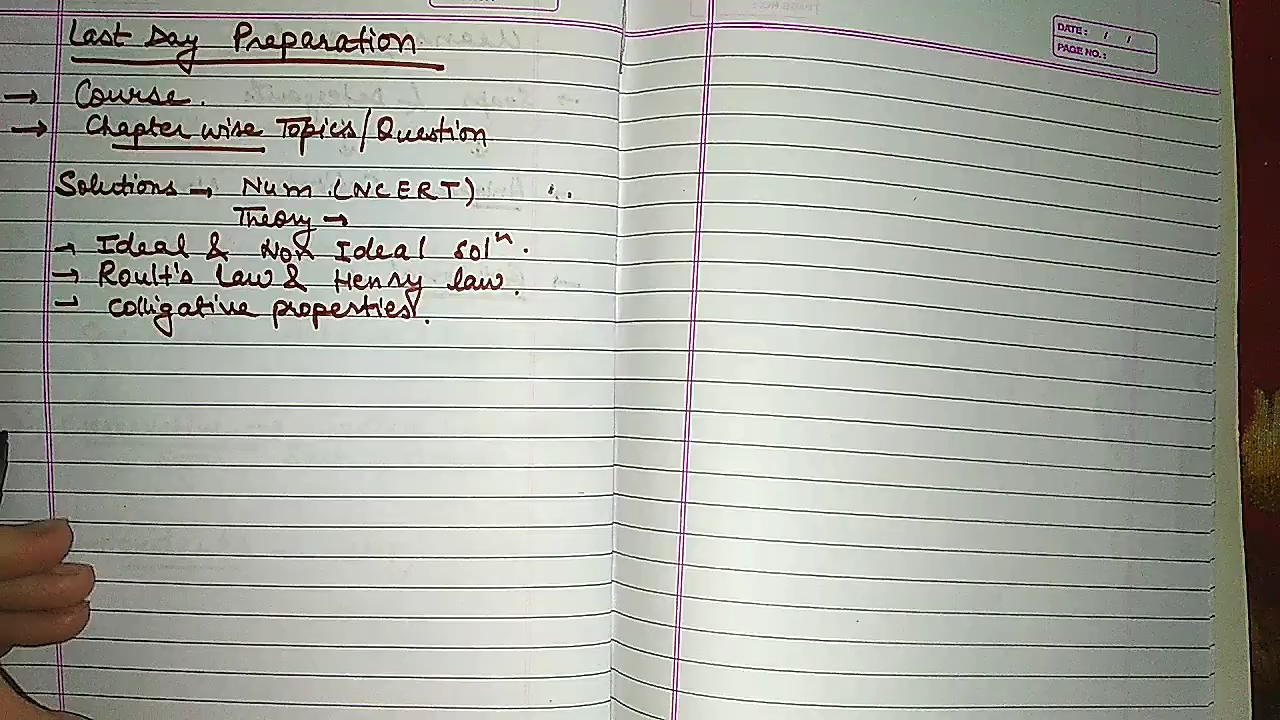 Last Day Preparation
→ Course.
→ Chapter wise Topics/Question
Solutions → Num (NCERT)
Theory →
→ Ideal & Non Ideal solⁿ.
→ Roult's Law & Henry law.
→ Colligative properties.
DATE: / /
PAGE NO.: